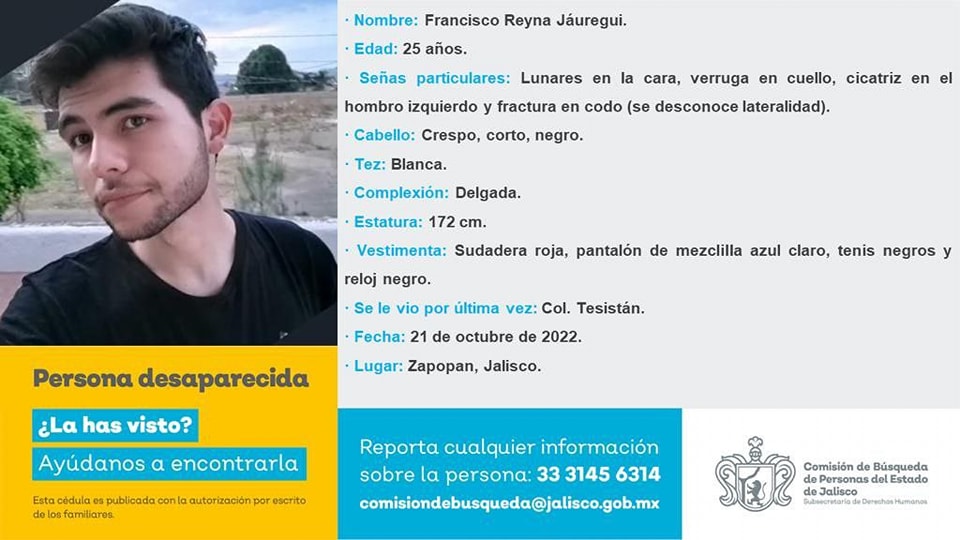 · Nombre: Francisco Reyna Jáuregui.
· Edad: 25 años.
· Señas particulares: Lunares en la cara, verruga en cuello, cicatriz en el
hombro izquierdo y fractura en codo (se desconoce lateralidad).
· Cabello: Crespo, corto, negro.
· Tez: Blanca.
· Complexión: Delgada.
· Estatura: 172 cm.
· Vestimenta: Sudadera roja, pantalón de mezclilla azul claro, tenis negros y
reloj negro.
· Se le vio por última vez: Col. Tesistán.
· Fecha: 21 de octubre de 2022.
· Lugar: Zapopan, Jalisco.
Persona desaparecida
¿La has visto?
Ayúdanos a encontrarla
Esta cédula es publicada con la autorización por escrito
de los familiares.
Reporta cualquier información
sobre la persona: 33 3145 6314
comisiondebusqueda@jalisco.gob.mx
Comisión de Búsqueda
de Personas del Estado
de Jalisco
Subsecretaría de Derechos Humanos